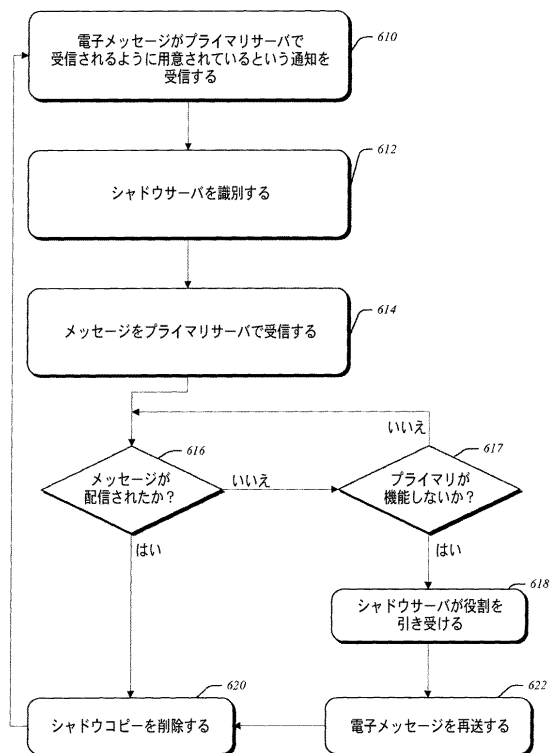 電子メッセージがプライマリサーバで
受信されるように用意されているという通知を
受信する
610
シャドウサーバを識別する
612
メッセージをプライマリサーバで受信する
614
メッセージが
配信されたか？
616
いいえ
プライマリが
機能しないか？
617
いいえ
はい
はい
シャドウサーバが役割を
引き受ける
618
シャドウコピーを削除する
620
電子メッセージを再送する
622